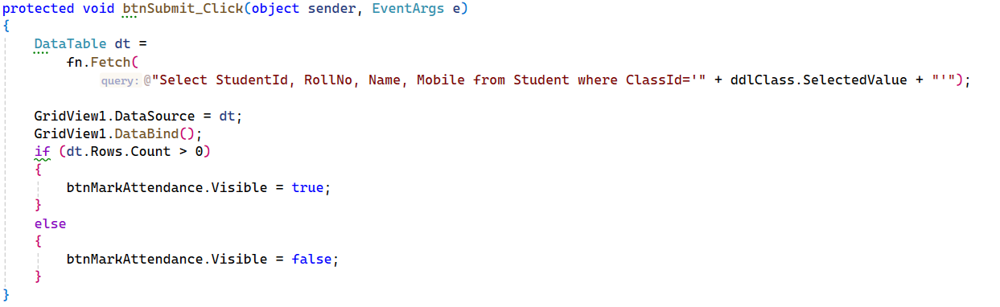 protected void btnSubmit_Click(object sender, EventArgs e)
{
    DataTable dt =
        fn.Fetch(
            query: @"Select StudentId, RollNo, Name, Mobile from Student where ClassId='" + ddlClass.SelectedValue + "'");

    GridView1.DataSource = dt;
    GridView1.DataBind();
    if (dt.Rows.Count > 0)
    {
        btnMarkAttendance.Visible = true;
    }
    else
    {
        btnMarkAttendance.Visible = false;
    }
}